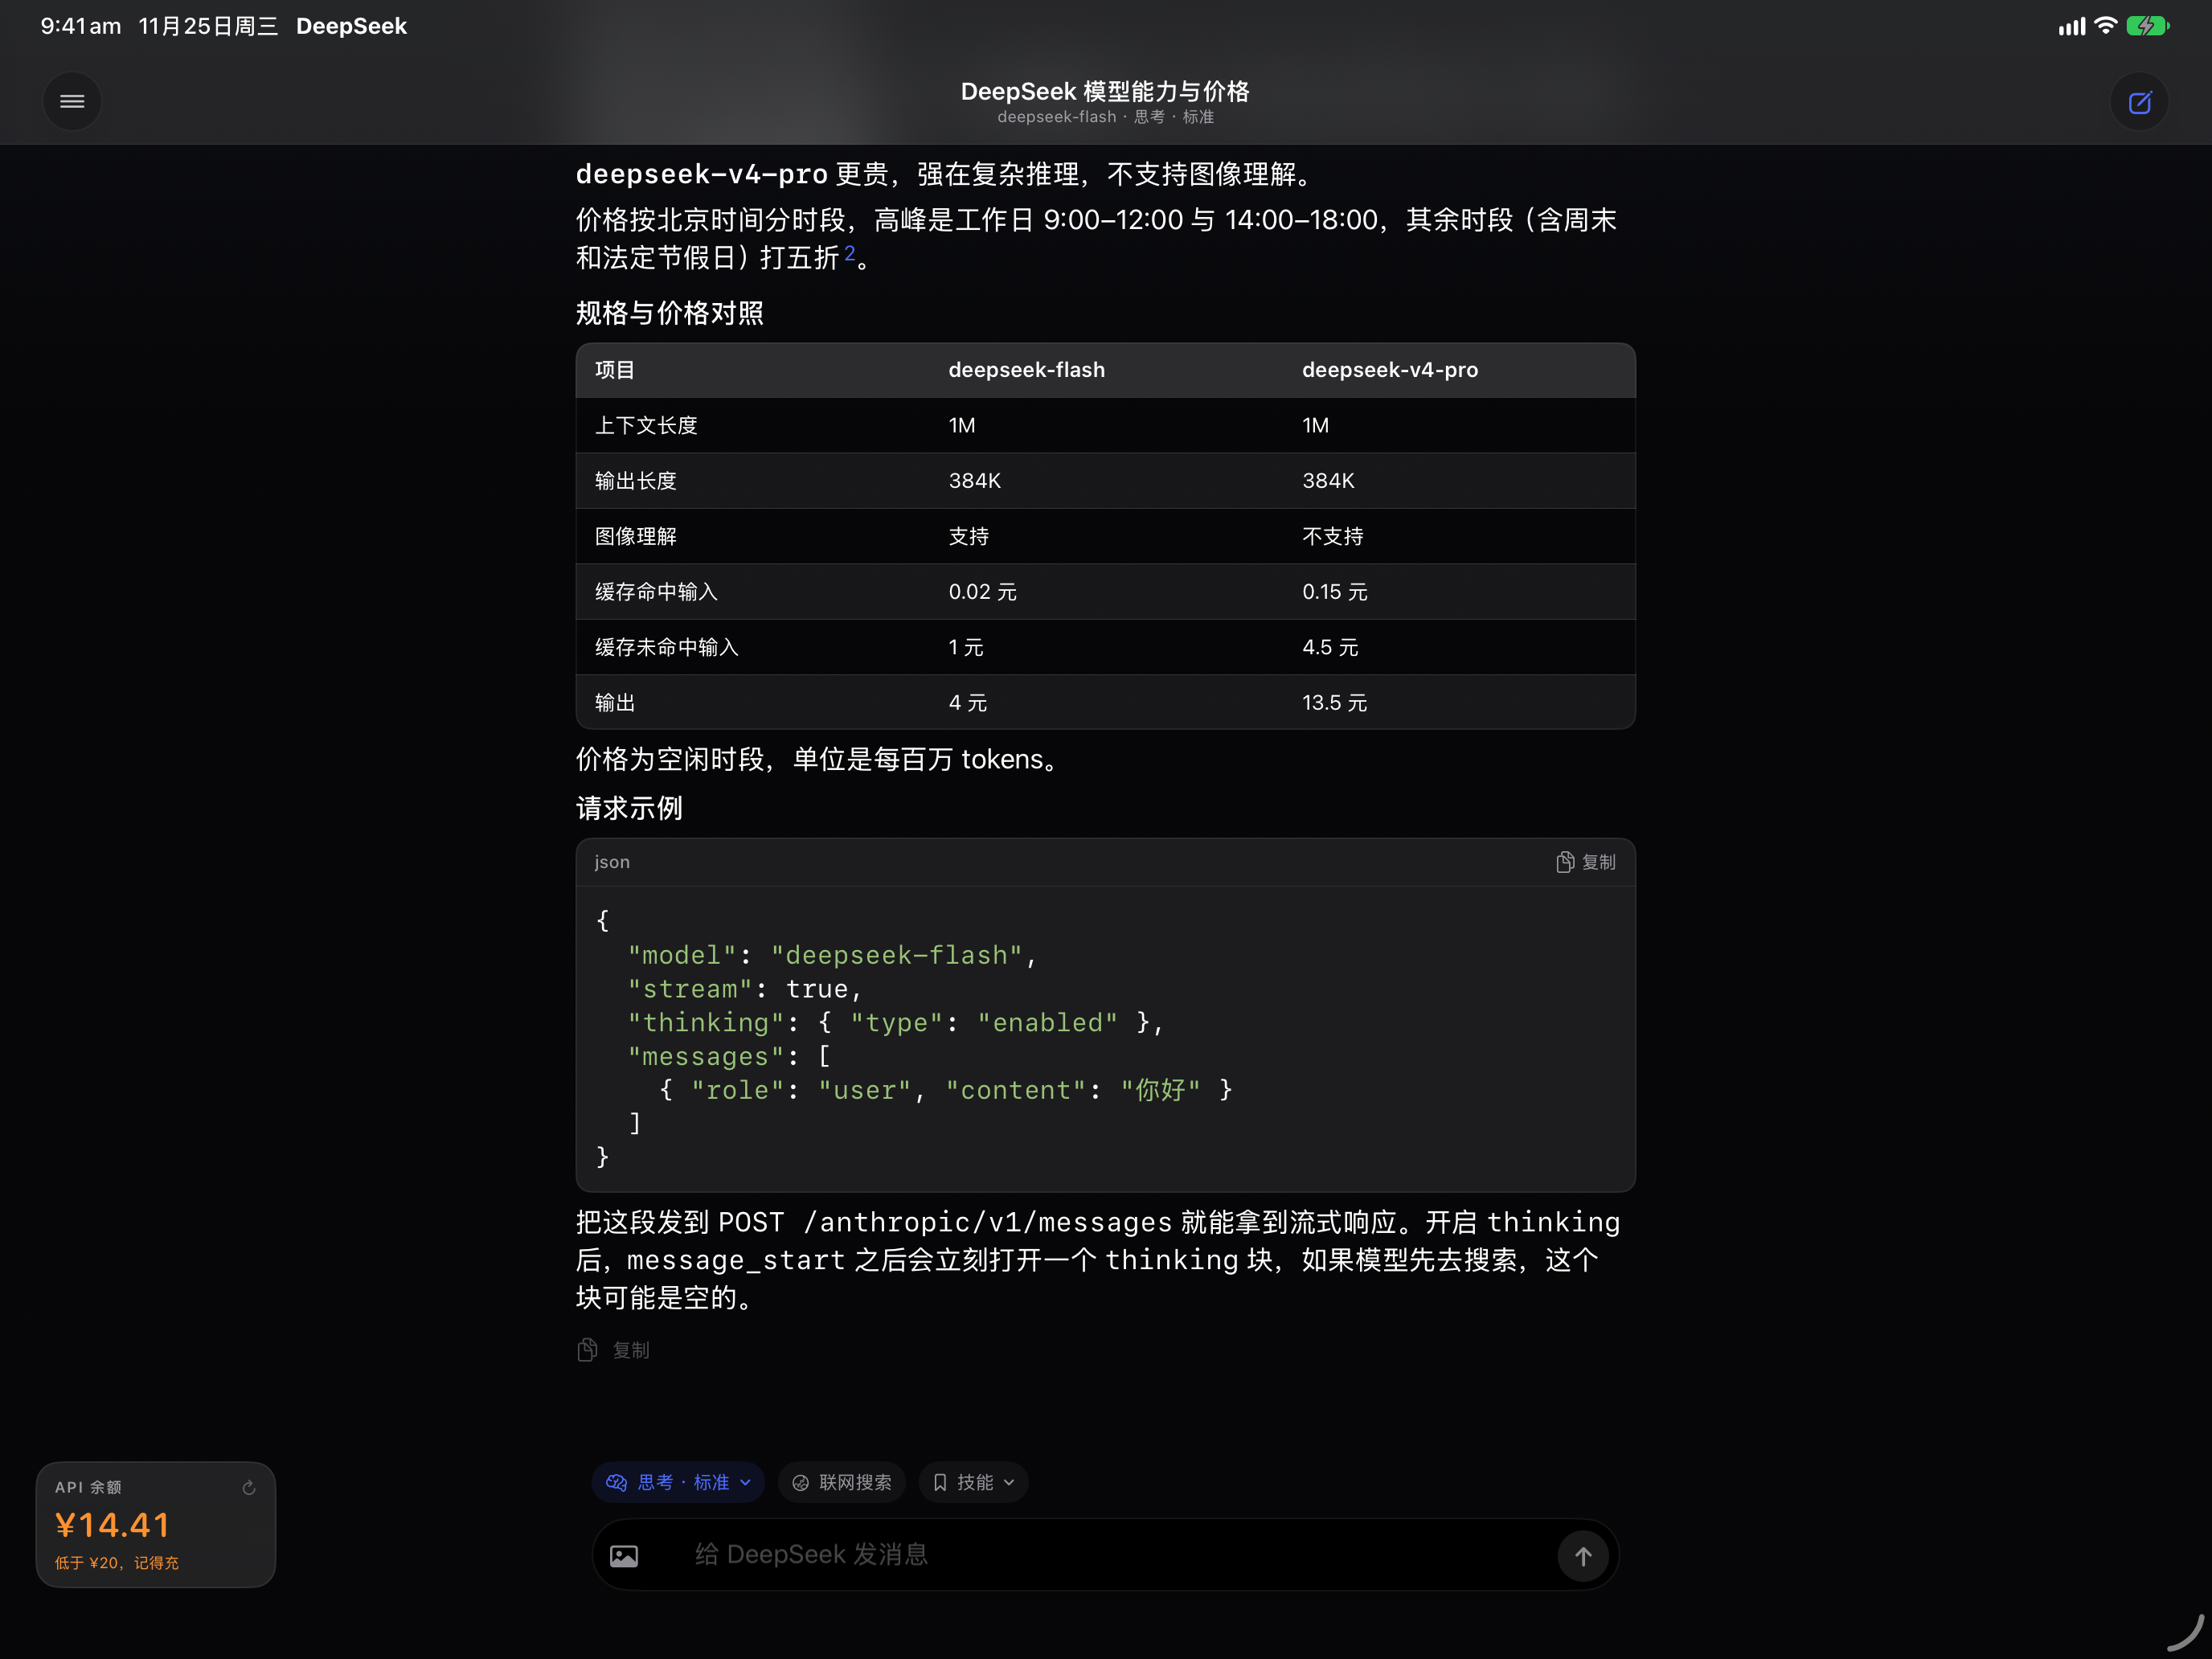 9:41am 11月25日周三 DeepSeek
DeepSeek 模型能力与价格
deepseek-flash · 思考 · 标准
deepseek-v4-pro 更贵，强在复杂推理，不支持图像理解。
价格按北京时间分时段，高峰是工作日 9:00–12:00 与 14:00–18:00，其余时段（含周末
和法定节假日）打五折 2。
规格与价格对照
项目 deepseek-flash deepseek-v4-pro
上下文长度 1M 1M
输出长度 384K 384K
图像理解 支持 不支持
缓存命中输入 0.02 元 0.15 元
缓存未命中输入 1 元 4.5 元
输出 4 元 13.5 元
价格为空闲时段，单位是每百万 tokens。
请求示例
json 复制
{
  "model": "deepseek-flash",
  "stream": true,
  "thinking": { "type": "enabled" },
  "messages": [
    { "role": "user", "content": "你好" }
  ]
}
把这段发到 POST /anthropic/v1/messages 就能拿到流式响应。开启 thinking
后，message_start 之后会立刻打开一个 thinking 块，如果模型先去搜索，这个
块可能是空的。
复制
API 余额
¥14.41
低于 ¥20，记得充
思考 · 标准 联网搜索 技能
给 DeepSeek 发消息